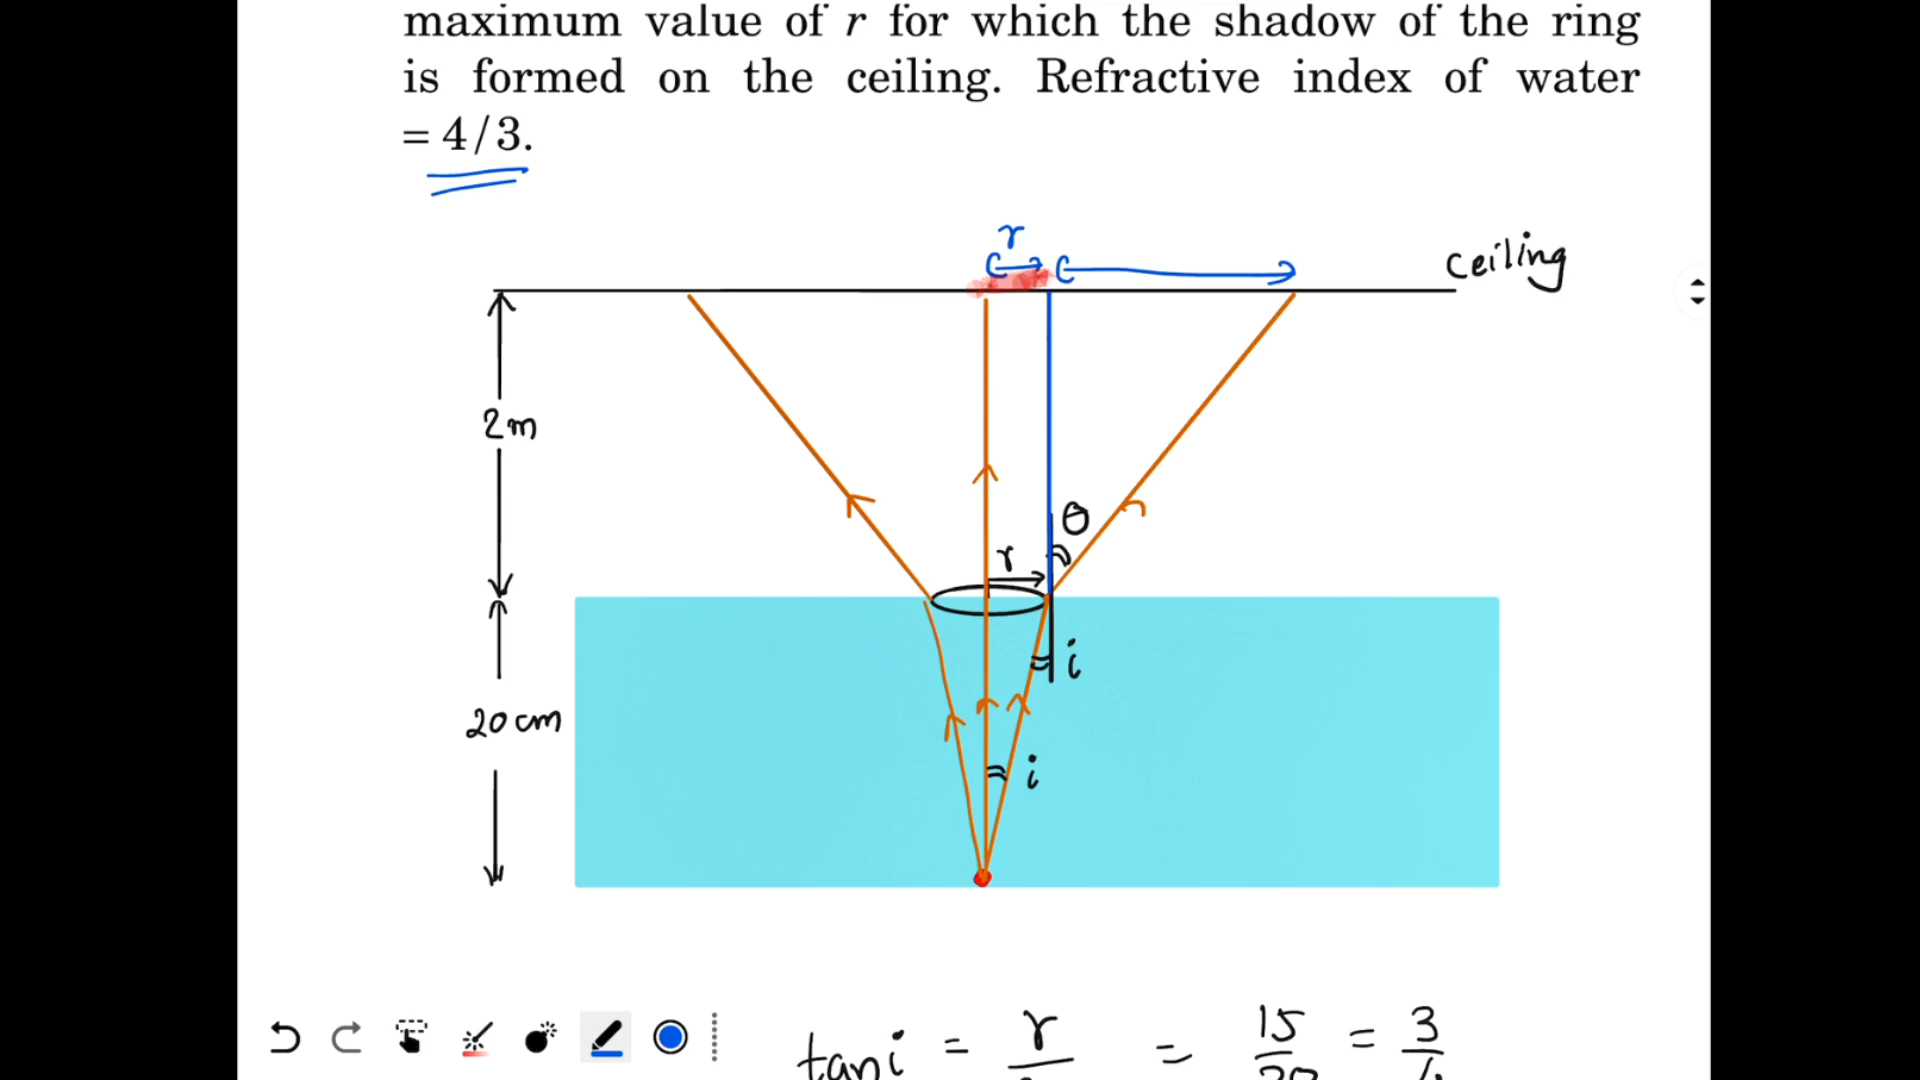 maximum value of r for which the shadow of the ring
is formed on the ceiling. Refractive index of water
= 4/3.
r
ceiling
2m
θ
r
i
20 cm
i
tan i = r = 15 = 3